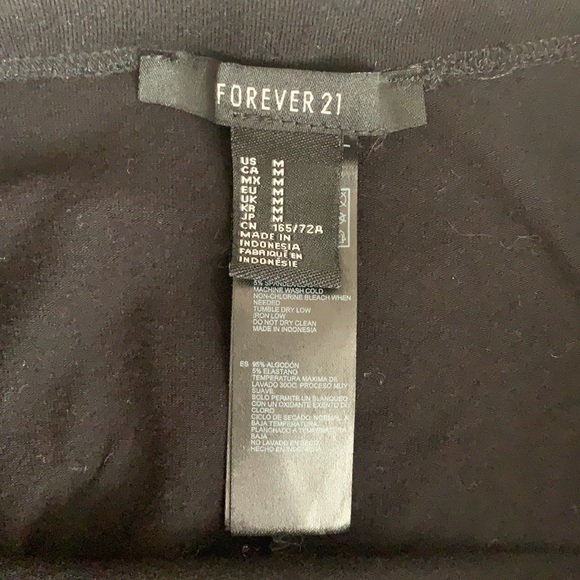 FOREVER 21
US M
CA M
MX M
EU M
UK M
KR M
JP M
CN 165/72A
MADE IN
INDONESIA
FABRIQUÉ EN
INDONÉSIE
5% SPANDEX
MACHINE WASH COLD
NON-CHLORINE BLEACH WHEN
NEEDED
TUMBLE DRY LOW
IRON LOW
DO NOT DRY CLEAN
MADE IN INDONESIA
ES 95% ALGODÓN
5% ELASTANO
TEMPERATURA MÁXIMA DE
LAVADO 30OC. PROCESO MUY
SUAVE.
SOLO PERMITE UN BLANQUEO
CON UN OXIDANTE EXENTO DE
CLORO
CICLO DE SECADO: NORMAL, A
BAJA TEMPERATURA
PLANCHADO A TEMPERATURA
BAJA
NO LAVADO EN SECO
HECHO EN INDONESIA